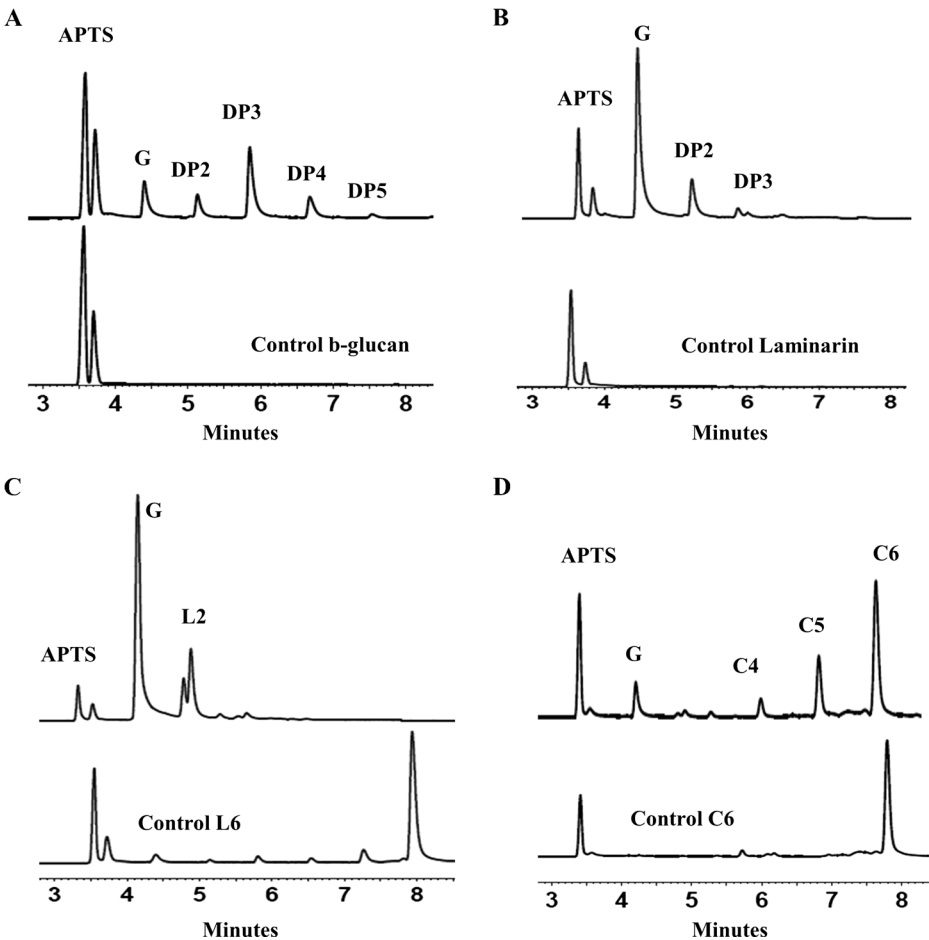 A
APTS
G
DP2
DP3
DP4
DP5
Control b-glucan
3 4 5 6 7 8
Minutes
B
APTS
G
DP2
DP3
Control Laminarin
3 4 5 6 7 8
Minutes
C
APTS
G
L2
Control L6
3 4 5 6 7 8
Minutes
D
APTS
G
C4
C5
C6
Control C6
3 4 5 6 7 8
Minutes